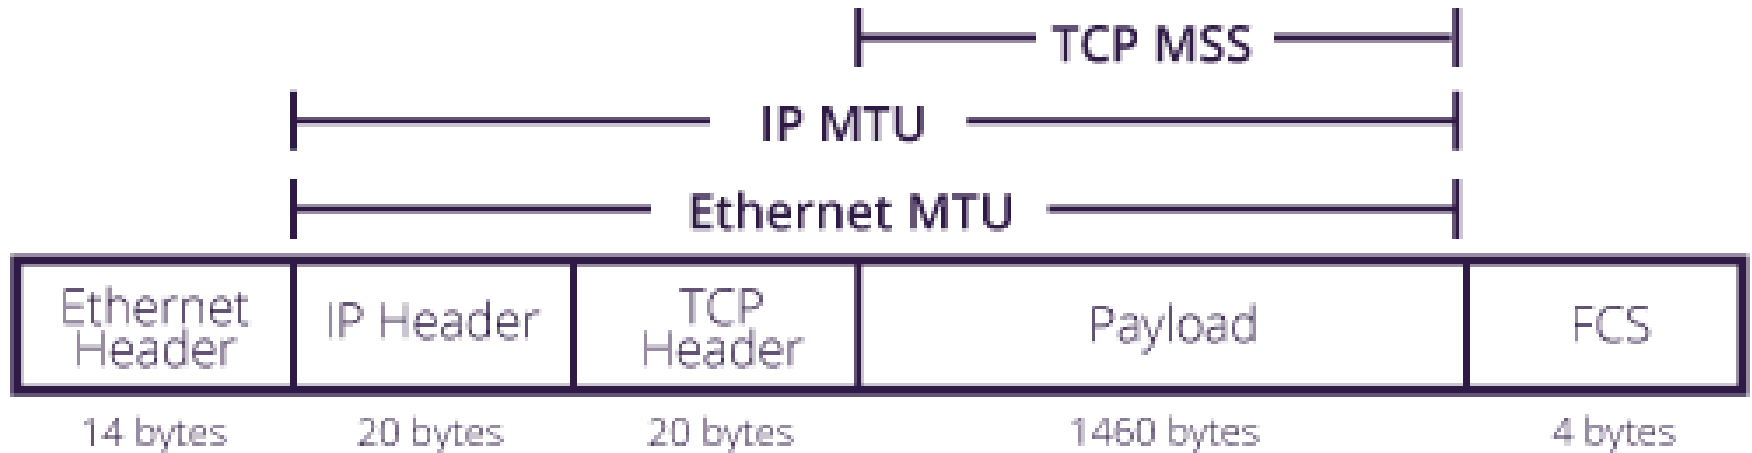 TCP MSS
IP MTU
Ethernet MTU
Ethernet
Header
IP Header
TCP
Header
Payload
FCS
14 bytes
20 bytes
20 bytes
1460 bytes
4 bytes